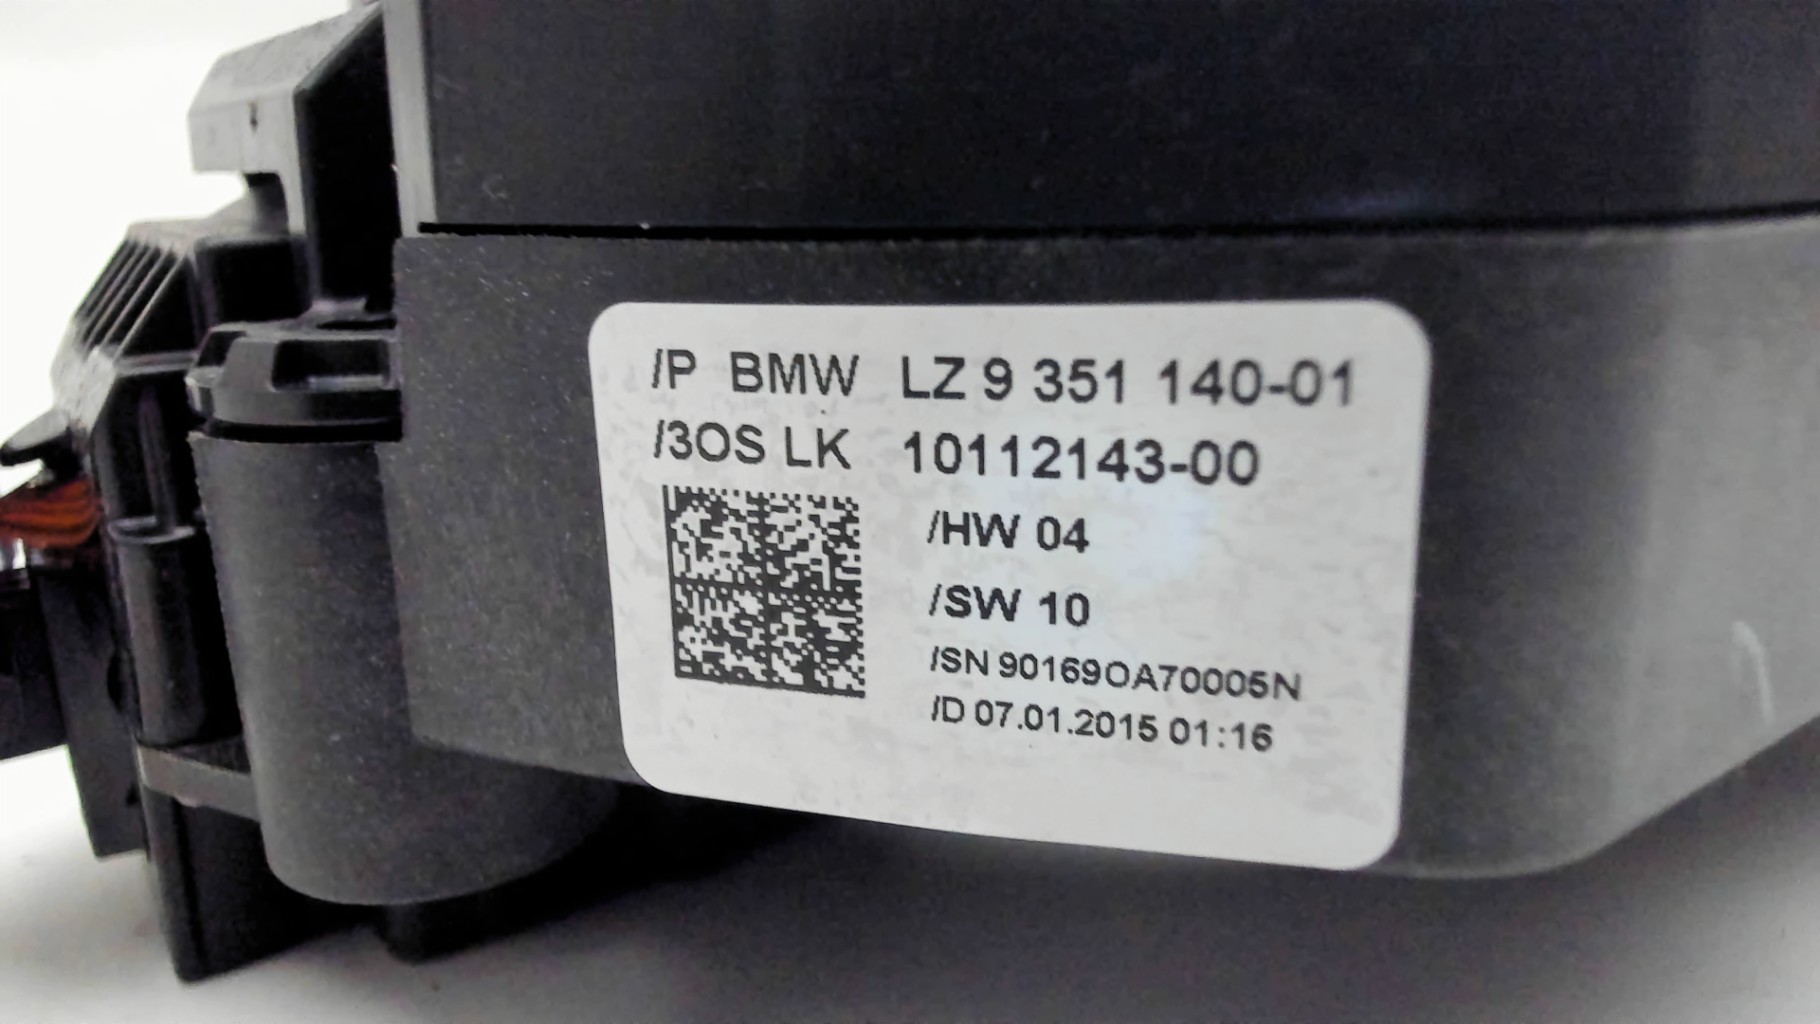 /P BMW LZ 9 351 140-01
/3OS LK 10112143-00
/HW 04
/SW 10
/SN 90169OA70005N
/D 07.01.2015 01:16